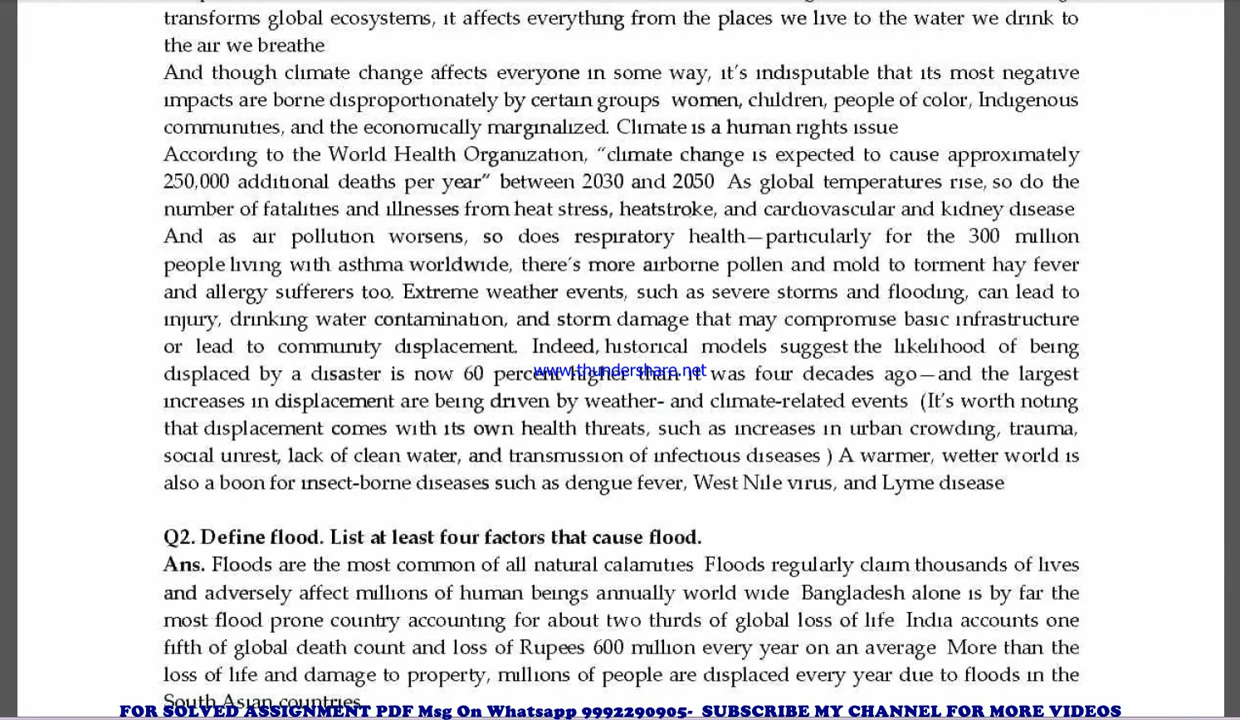 transforms global ecosystems, it affects everything from the places we live to the water we drink to
the air we breathe
And though climate change affects everyone in some way, it's indisputable that its most negative
impacts are borne disproportionately by certain groups women, children, people of color, Indigenous
communities, and the economically marginalized. Climate is a human rights issue
According to the World Health Organization, “climate change is expected to cause approximately
250,000 additional deaths per year” between 2030 and 2050 As global temperatures rise, so do the
number of fatalities and illnesses from heat stress, heatstroke, and cardiovascular and kidney disease
And as air pollution worsens, so does respiratory health—particularly for the 300 million
people living with asthma worldwide, there's more airborne pollen and mold to torment hay fever
and allergy sufferers too. Extreme weather events, such as severe storms and flooding, can lead to
injury, drinking water contamination, and storm damage that may compromise basic infrastructure
or lead to community displacement. Indeed, historical models suggest the likelihood of being
displaced by a disaster is now 60 percent higher than it was four decades ago—and the largest
www.thundershare.net
increases in displacement are being driven by weather- and climate-related events (It's worth noting
that displacement comes with its own health threats, such as increases in urban crowding, trauma,
social unrest, lack of clean water, and transmission of infectious diseases ) A warmer, wetter world is
also a boon for insect-borne diseases such as dengue fever, West Nile virus, and Lyme disease
Q2. Define flood. List at least four factors that cause flood.
Ans. Floods are the most common of all natural calamities Floods regularly claim thousands of lives
and adversely affect millions of human beings annually world wide Bangladesh alone is by far the
most flood prone country accounting for about two thirds of global loss of life India accounts one
fifth of global death count and loss of Rupees 600 million every year on an average More than the
loss of life and damage to property, millions of people are displaced every year due to floods in the
South Asian countries
FOR SOLVED ASSIGNMENT PDF Msg On Whatsapp 9992290905- SUBSCRIBE MY CHANNEL FOR MORE VIDEOS